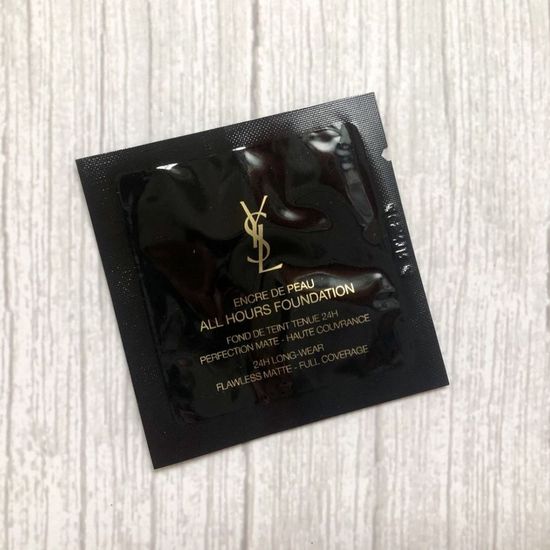 YSL
ENCRE DE PEAU
ALL HOURS FOUNDATION
FOND DE TEINT TENUE 24H
PERFECTION MATE - HAUTE COUVRANCE
24H LONG-WEAR
FLAWLESS MATTE - FULL COVERAGE